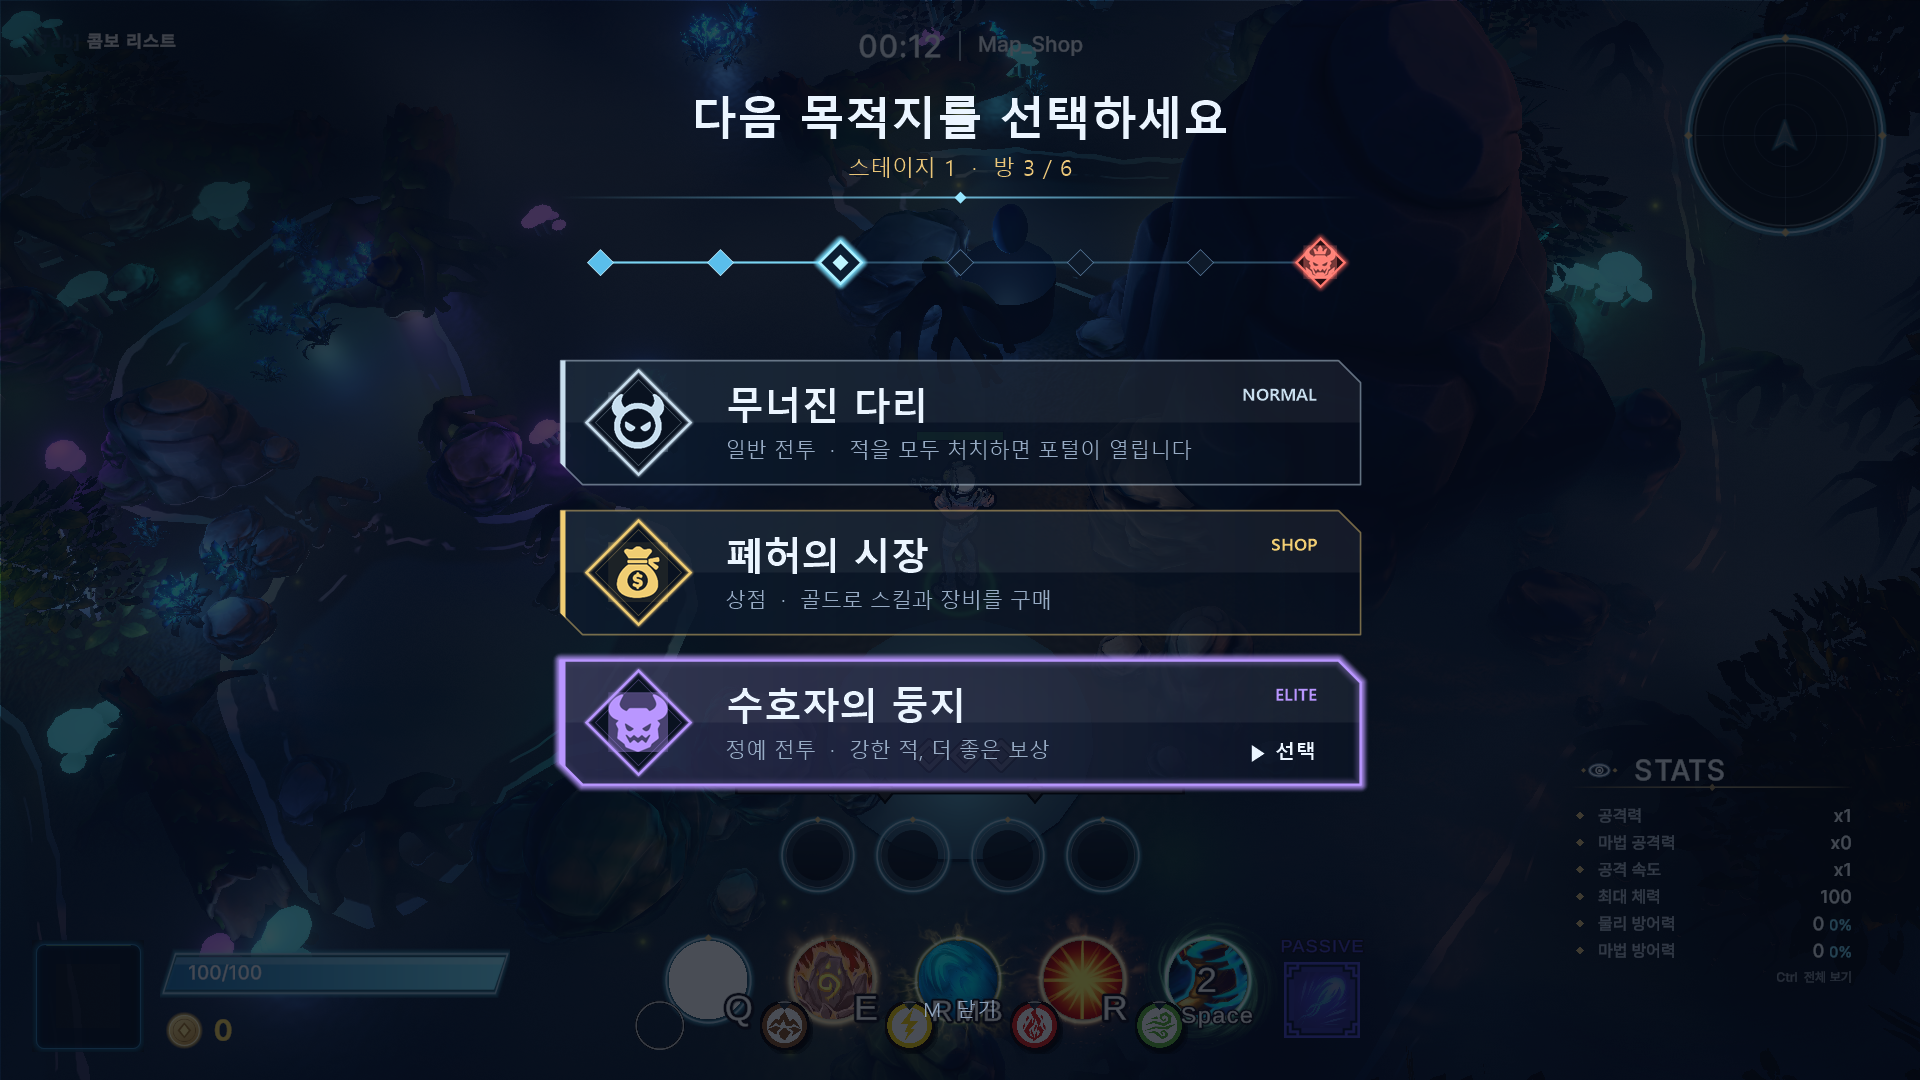 콤보 리스트
00:12 | Map_Shop
다음 목적지를 선택하세요
스테이지 1 · 방 3 / 6
무너진 다리
NORMAL
일반 전투 · 적을 모두 처치하면 포털이 열립니다
폐허의 시장
SHOP
상점 · 골드로 스킬과 장비를 구매
수호자의 둥지
ELITE
정예 전투 · 강한 적, 더 좋은 보상
▶ 선택
STATS
공격력 x1
마법 공격력 x0
공격 속도 x1
최대 체력 100
물리 방어력 0 0%
마법 방어력 0 0%
Ctrl 전체 보기
100/100
0
Q
E
M 닫기
R
2
Space
PASSIVE